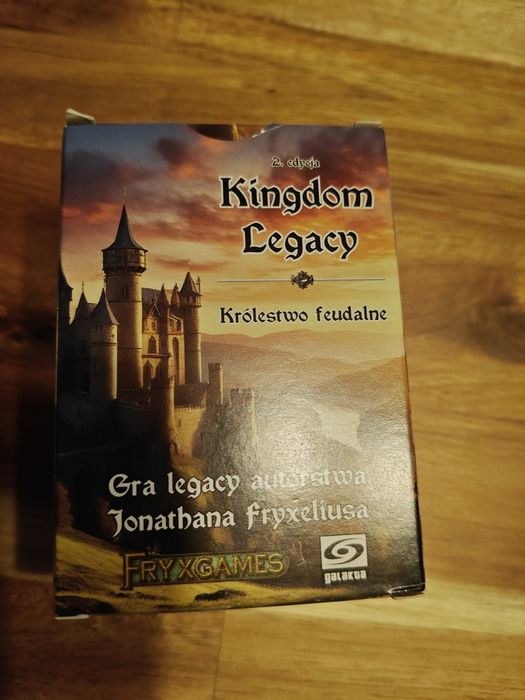 2. edycja
Kingdom
Legacy
Królestwo feudalne
Gra legacy autorstwa
Jonathana Fryxeliusa
FRYXGAMES
galakta